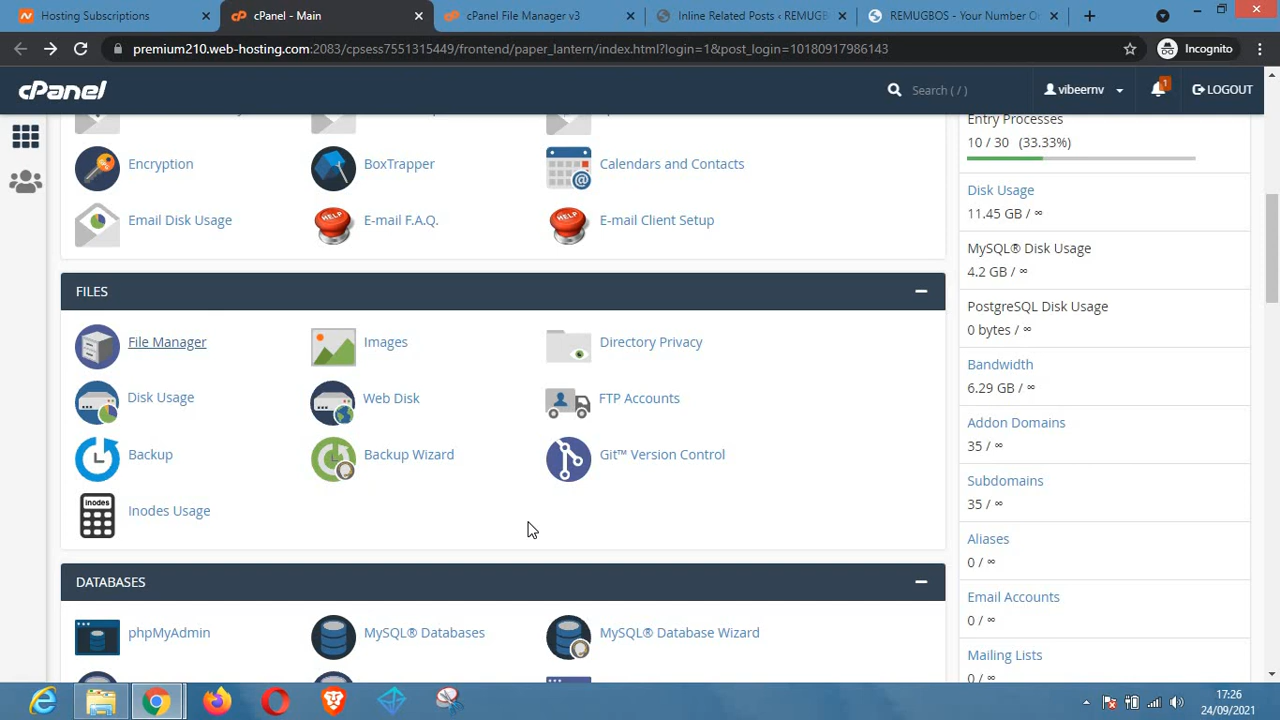 Hosting Subscriptions
cPanel - Main
cPanel File Manager v3
Inline Related Posts ‹ REMUGB
REMUGBOS - Your Number O
premium210.web-hosting.com:2083/cpsess7551315449/frontend/paper_lantern/index.html?login=1&post_login=10180917986143
Incognito
cPanel
Search ( / )
vibeernv
1
LOGOUT
Encryption
BoxTrapper
Calendars and Contacts
Email Disk Usage
HELP
E-mail F.A.Q.
HELP
E-mail Client Setup
FILES
File Manager
Images
Directory Privacy
Disk Usage
Web Disk
FTP Accounts
Backup
Backup Wizard
Git™ Version Control
inodes
Inodes Usage
DATABASES
phpMyAdmin
MySQL® Databases
MySQL® Database Wizard
Entry Processes
10 / 30 (33.33%)
Disk Usage
11.45 GB / ∞
MySQL® Disk Usage
4.2 GB / ∞
PostgreSQL Disk Usage
0 bytes / ∞
Bandwidth
6.29 GB / ∞
Addon Domains
35 / ∞
Subdomains
35 / ∞
Aliases
0 / ∞
Email Accounts
0 / ∞
Mailing Lists
0 / ∞
17:26
24/09/2021